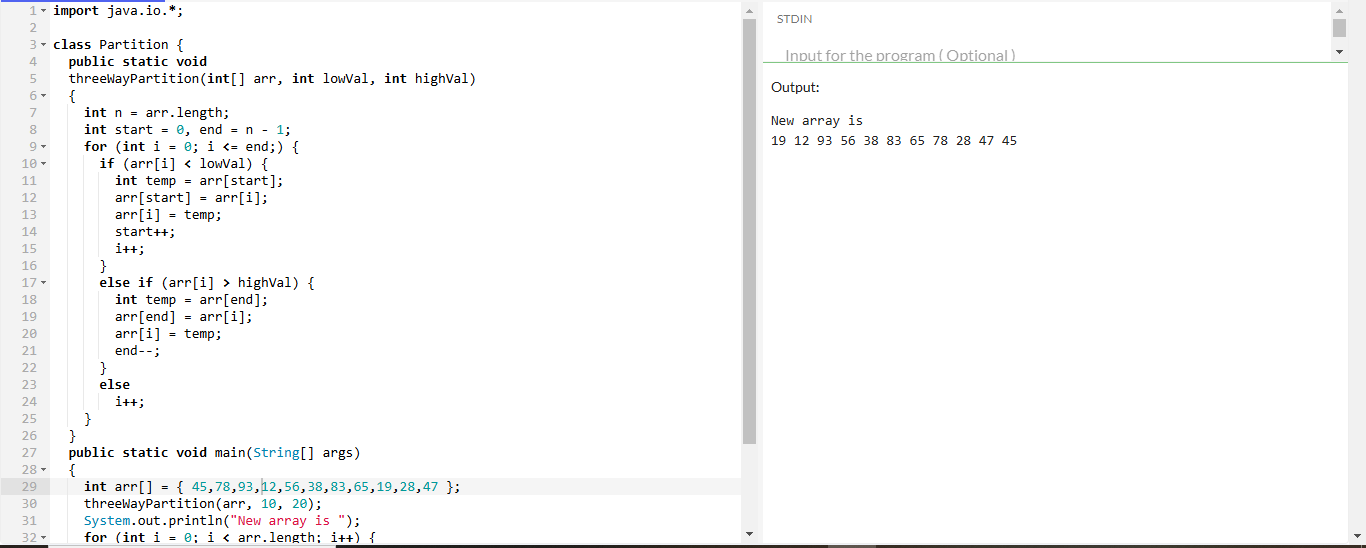 1 import java.io.*;
2
3 class Partition {
4 public static void
5 threeWayPartition(int[] arr, int lowVal, int highVal)
6 {
7 int n = arr.length;
8 int start = 0, end = n - 1;
9 for (int i = 0; i <= end;) {
10 if (arr[i] < lowVal) {
11 int temp = arr[start];
12 arr[start] = arr[i];
13 arr[i] = temp;
14 start++;
15 i++;
16 }
17 else if (arr[i] > highVal) {
18 int temp = arr[end];
19 arr[end] = arr[i];
20 arr[i] = temp;
21 end--;
22 }
23 else
24 i++;
25 }
26 }
27 public static void main(String[] args)
28 {
29 int arr[] = { 45,78,93,12,56,38,83,65,19,28,47 };
30 threeWayPartition(arr, 10, 20);
31 System.out.println("New array is ");
32 for (int i = 0; i < arr.length; i++) {
STDIN
Input for the program ( Optional )
Output:
New array is
19 12 93 56 38 83 65 78 28 47 45